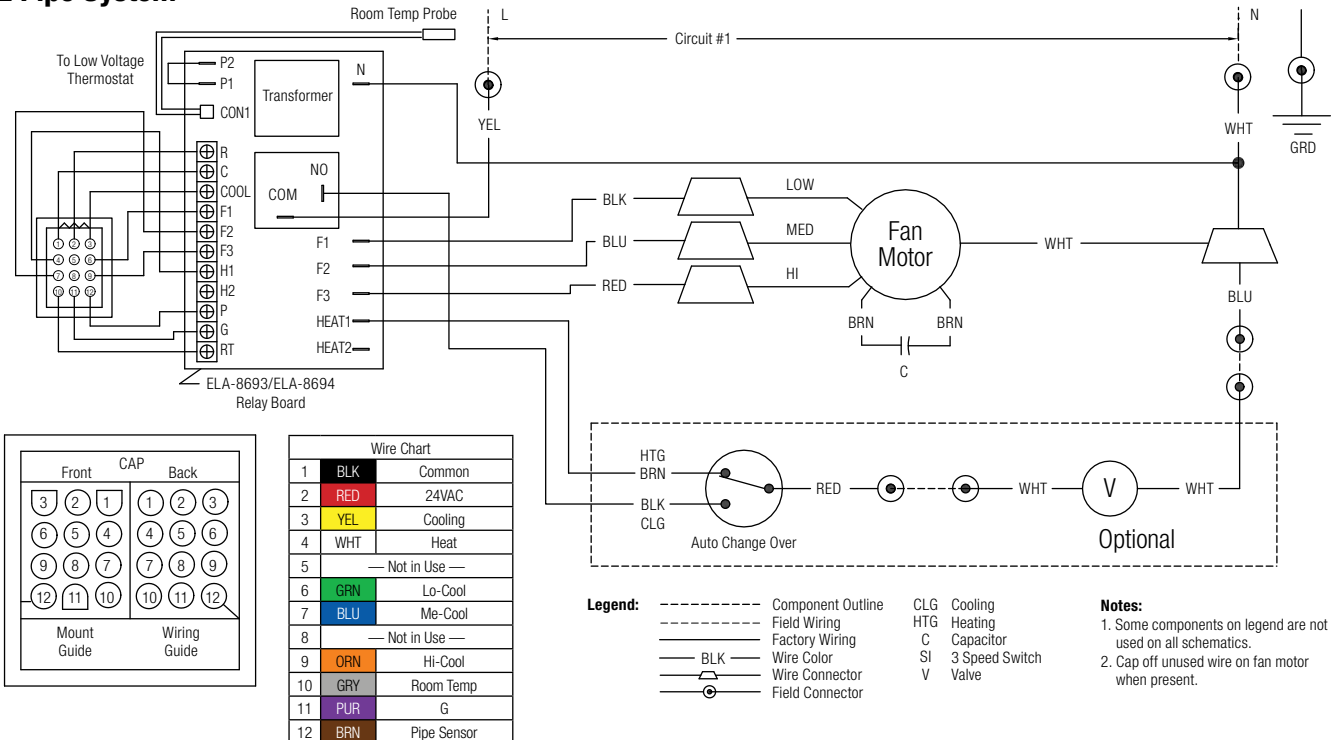 2 Pipe System
Room Temp Probe
L
Circuit #1
N
To Low Voltage
Thermostat
P2
P1
CON1
Transformer
N
YEL
WHT
GRD
R
C
COOL
F1
F2
F3
H1
H2
P
G
RT
NO
COM
F1
F2
F3
HEAT1
HEAT2
1 2 3
4 5 6
7 8 9
10 11 12
BLK
BLU
RED
LOW
MED
HI
Fan
Motor
WHT
BRN
BRN
C
BLU
ELA-8693/ELA-8694
Relay Board
HTG
BRN
BLK
CLG
Auto Change Over
RED
WHT
V
WHT
Optional
CAP
Front Back
3 2 1 1 2 3
6 5 4 4 5 6
9 8 7 7 8 9
12 11 10 10 11 12
Mount Wiring
Guide Guide
Wire Chart
1 BLK Common
2 RED 24VAC
3 YEL Cooling
4 WHT Heat
5 — Not in Use —
6 GRN Lo-Cool
7 BLU Me-Cool
8 — Not in Use —
9 ORN Hi-Cool
10 GRY Room Temp
11 PUR G
12 BRN Pipe Sensor
Legend:
Component Outline
Field Wiring
Factory Wiring
BLK Wire Color
Wire Connector
Field Connector
CLG Cooling
HTG Heating
C Capacitor
SI 3 Speed Switch
V Valve
Notes:
1. Some components on legend are not
used on all schematics.
2. Cap off unused wire on fan motor
when present.